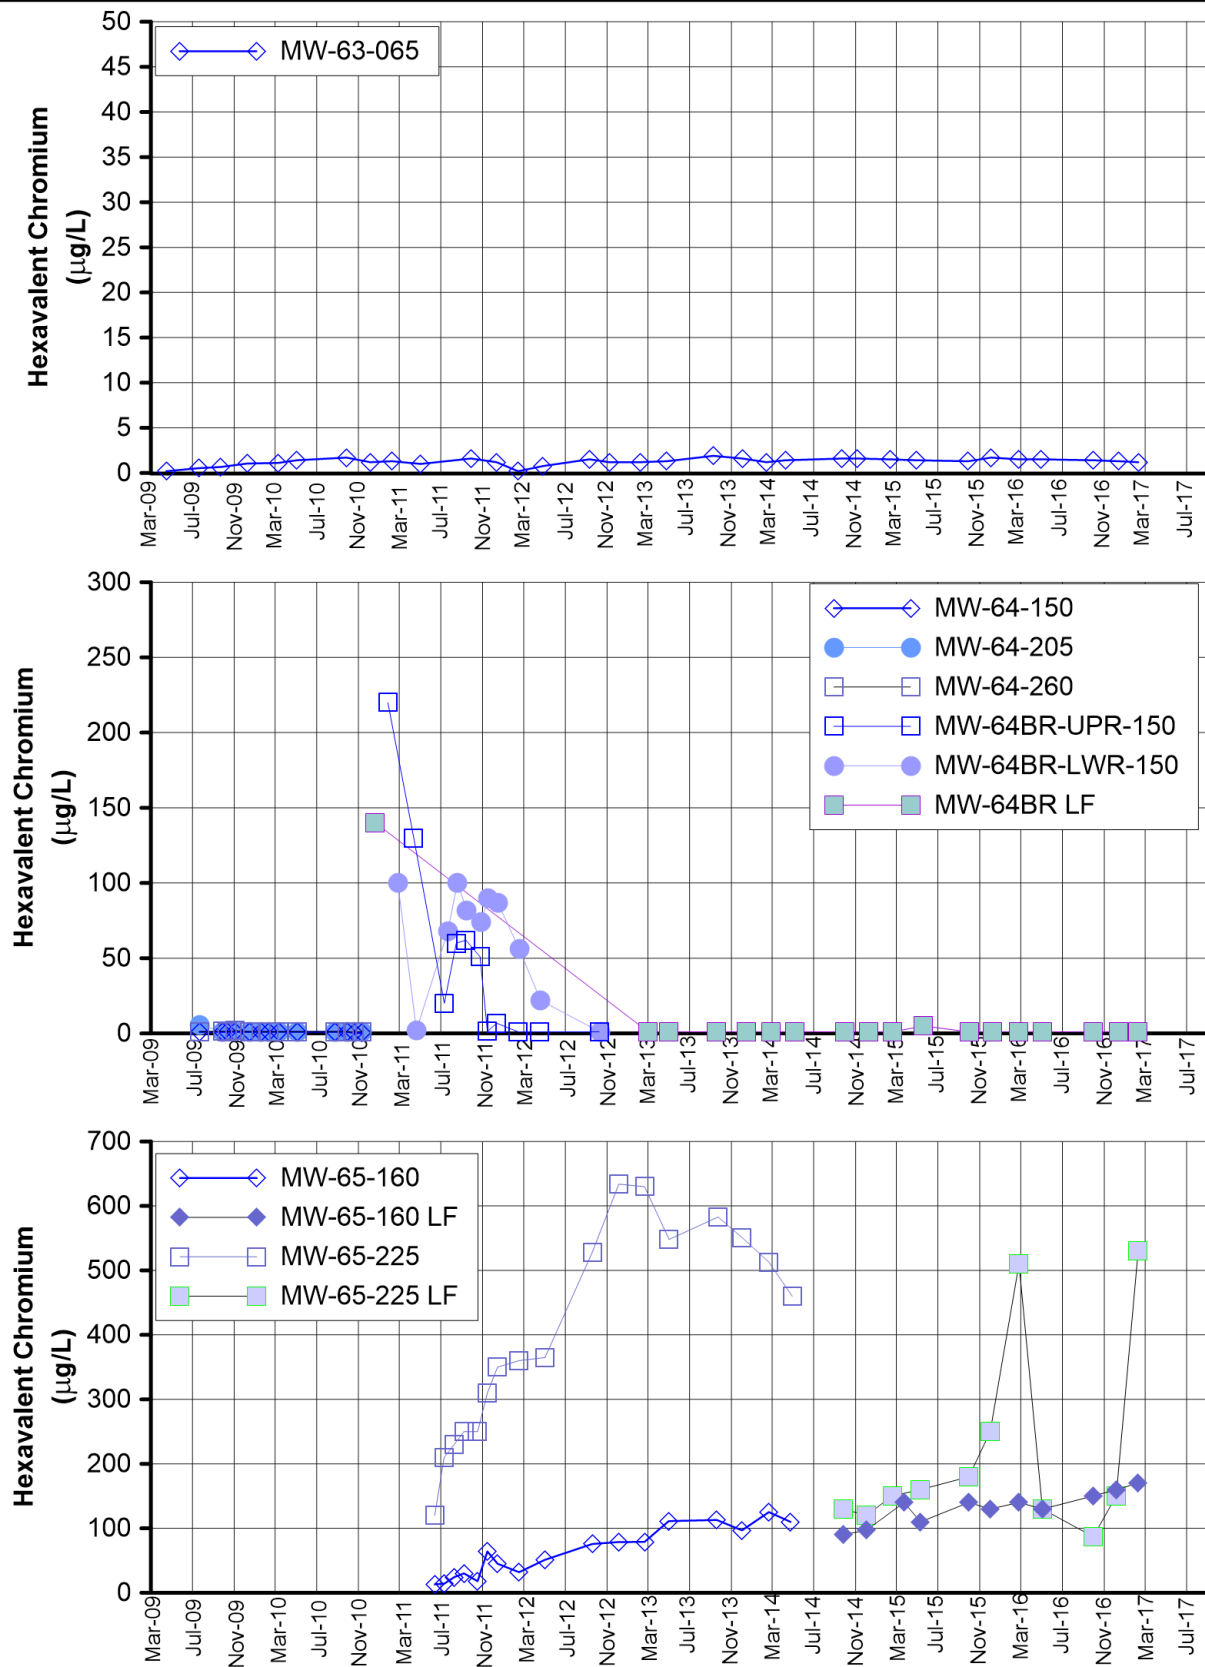 50
45
40
35
30
25
20
15
10
5
0
Hexavalent Chromium
(µg/L)
MW-63-065
Mar-09 Jul-09 Nov-09 Mar-10 Jul-10 Nov-10 Mar-11 Jul-11 Nov-11 Mar-12 Jul-12 Nov-12 Mar-13 Jul-13 Nov-13 Mar-14 Jul-14 Nov-14 Mar-15 Jul-15 Nov-15 Mar-16 Jul-16 Nov-16 Mar-17 Jul-17
300
250
200
150
100
50
0
Hexavalent Chromium
(µg/L)
MW-64-150
MW-64-205
MW-64-260
MW-64BR-UPR-150
MW-64BR-LWR-150
MW-64BR LF
Mar-09 Jul-09 Nov-09 Mar-10 Jul-10 Nov-10 Mar-11 Jul-11 Nov-11 Mar-12 Jul-12 Nov-12 Mar-13 Jul-13 Nov-13 Mar-14 Jul-14 Nov-14 Mar-15 Jul-15 Nov-15 Mar-16 Jul-16 Nov-16 Mar-17 Jul-17
700
600
500
400
300
200
100
0
Hexavalent Chromium
(µg/L)
MW-65-160
MW-65-160 LF
MW-65-225
MW-65-225 LF
Mar-09 Jul-09 Nov-09 Mar-10 Jul-10 Nov-10 Mar-11 Jul-11 Nov-11 Mar-12 Jul-12 Nov-12 Mar-13 Jul-13 Nov-13 Mar-14 Jul-14 Nov-14 Mar-15 Jul-15 Nov-15 Mar-16 Jul-16 Nov-16 Mar-17 Jul-17